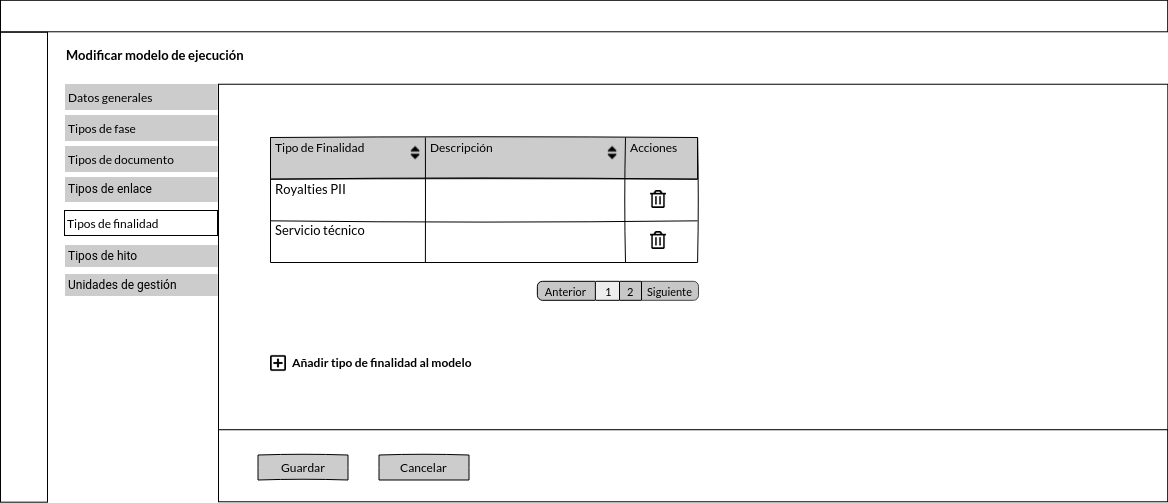 Modificar modelo de ejecución
Datos generales
Tipos de fase
Tipos de documento
Tipos de enlace
Tipos de finalidad
Tipos de hito
Unidades de gestión
Tipo de Finalidad Descripción Acciones
Royalties PII
Servicio técnico
Anterior 1 2 Siguiente
Añadir tipo de finalidad al modelo
Guardar Cancelar